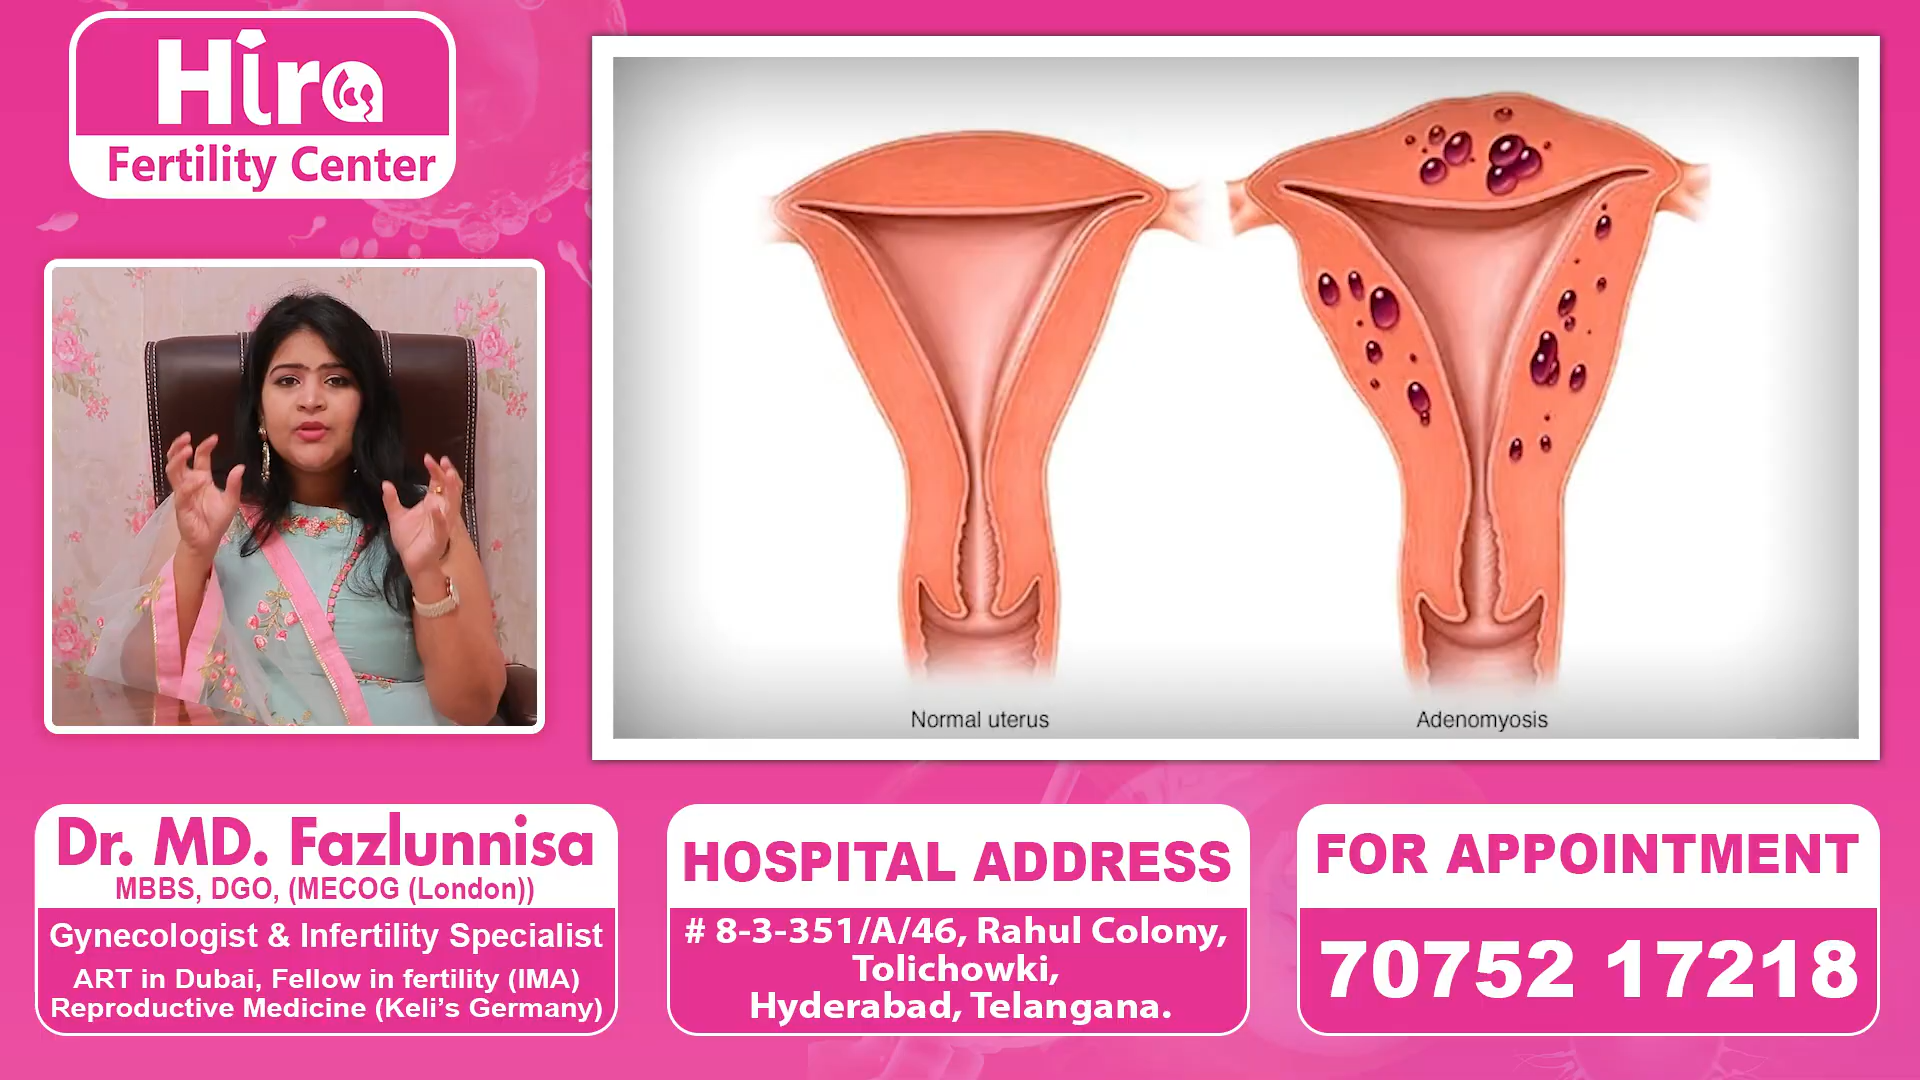 Hira
Fertility Center
Normal uterus
Adenomyosis
Dr. MD. Fazlunnisa
MBBS, DGO, (MECOG (London))
Gynecologist & Infertility Specialist
ART in Dubai, Fellow in fertility (IMA)
Reproductive Medicine (Keli's Germany)
HOSPITAL ADDRESS
# 8-3-351/A/46, Rahul Colony,
Tolichowki,
Hyderabad, Telangana.
FOR APPOINTMENT
70752 17218